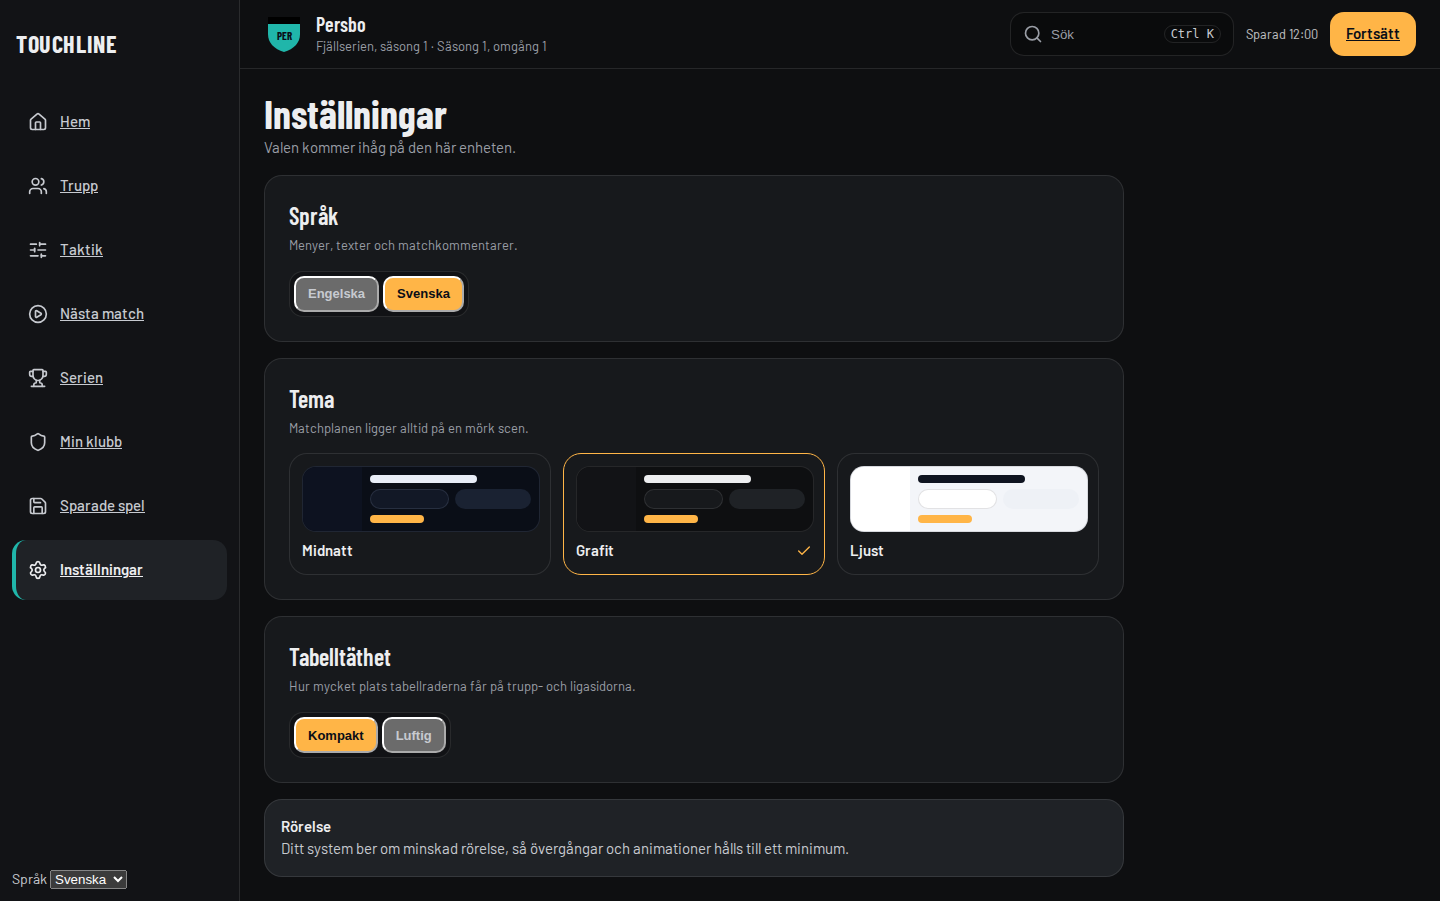 TOUCHLINE
Hem
Trupp
Taktik
Nästa match
Serien
Min klubb
Sparade spel
Inställningar
Språk Svenska
PER
Persbo
Fjällserien, säsong 1 · Säsong 1, omgång 1
Sök Ctrl K
Sparad 12:00
Fortsätt
Inställningar
Valen kommer ihåg på den här enheten.
Språk
Menyer, texter och matchkommentarer.
Engelska Svenska
Tema
Matchplanen ligger alltid på en mörk scen.
Midnatt Grafit Ljust
Tabelltäthet
Hur mycket plats tabellraderna får på trupp- och ligasidorna.
Kompakt Luftig
Rörelse
Ditt system ber om minskad rörelse, så övergångar och animationer hålls till ett minimum.